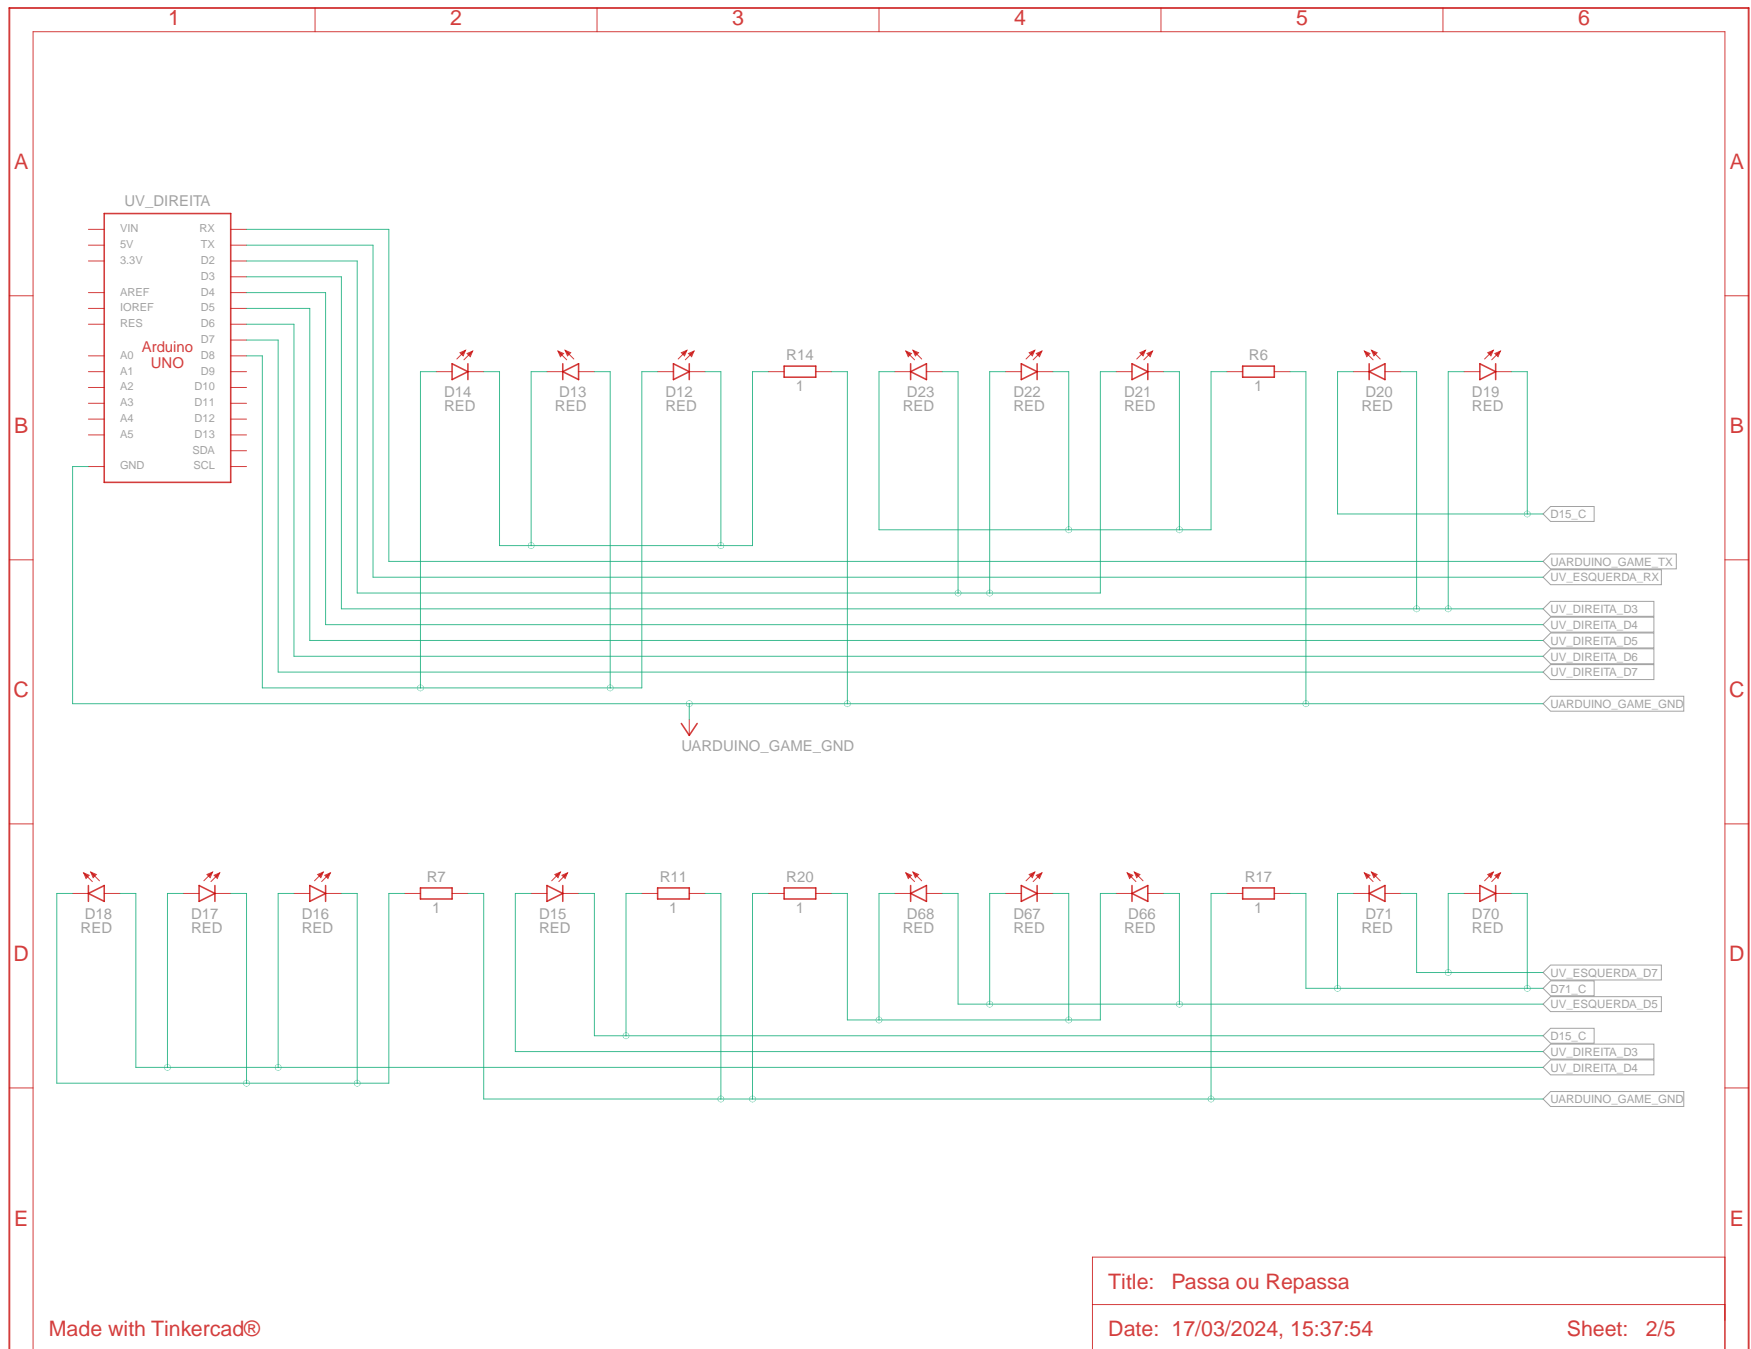 1 2 3 4 5 6
A A
UV_DIREITA
VIN RX
5V TX
3.3V D2
D3
AREF D4
IOREF D5
RES D6
D7
Arduino
UNO
A0 D8
A1 D9
A2 D10
A3 D11
A4 D12
A5 D13
SDA
GND SCL
R14 R6
1 1
D14 D13 D12 D23 D22 D21 D20 D19
RED RED RED RED RED RED RED RED
B B
D15_C
UARDUINO_GAME_TX
UV_ESQUERDA_RX
UV_DIREITA_D3
UV_DIREITA_D4
UV_DIREITA_D5
UV_DIREITA_D6
UV_DIREITA_D7
C C
UARDUINO_GAME_GND
UARDUINO_GAME_GND
R7 R11 R20 R17
1 1 1 1
D18 D17 D16 D15 D68 D67 D66 D71 D70
RED RED RED RED RED RED RED RED RED
D D
UV_ESQUERDA_D7
D71_C
UV_ESQUERDA_D5
D15_C
UV_DIREITA_D3
UV_DIREITA_D4
UARDUINO_GAME_GND
E E
Title: Passa ou Repassa
Made with Tinkercad®
Date: 17/03/2024, 15:37:54 Sheet: 2/5